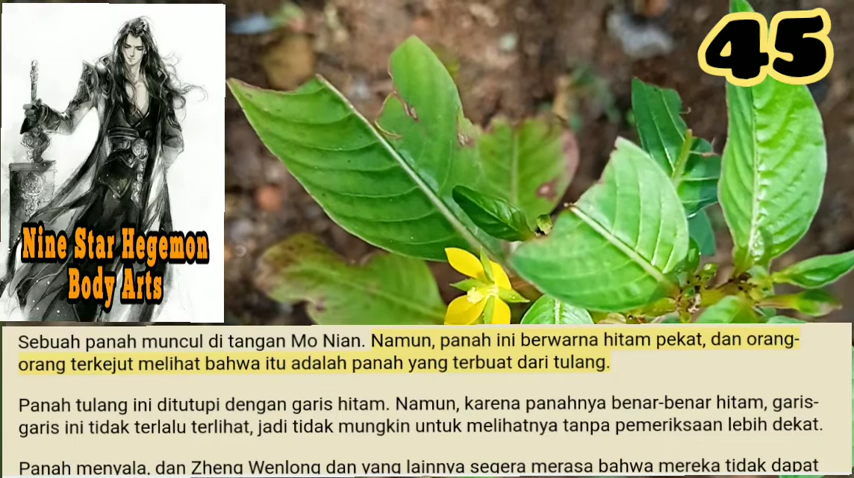 45
Nine Star Hegemon
Body Arts
Sebuah panah muncul di tangan Mo Nian. Namun, panah ini berwarna hitam pekat, dan orang-
orang terkejut melihat bahwa itu adalah panah yang terbuat dari tulang.
Panah tulang ini ditutupi dengan garis hitam. Namun, karena panahnya benar-benar hitam, garis-
garis ini tidak terlalu terlihat, jadi tidak mungkin untuk melihatnya tanpa pemeriksaan lebih dekat.
Panah menyala, dan Zheng Wenlong dan yang lainnya segera merasa bahwa mereka tidak dapat